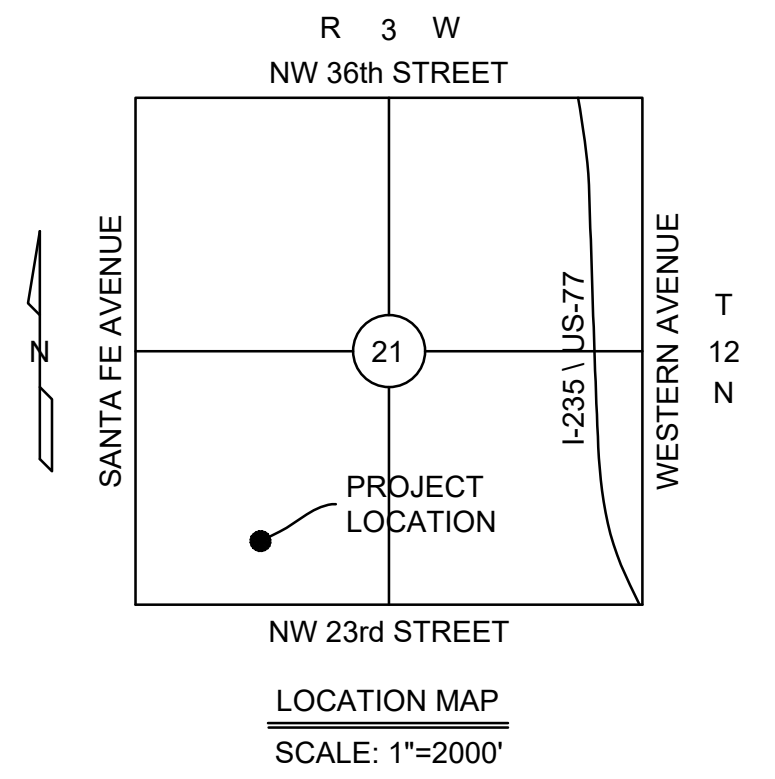 R 3 W
NW 36th STREET
SANTA FE AVENUE
N
21
I-235 \ US-77
WESTERN AVENUE
T
12
N
PROJECT
LOCATION
NW 23rd STREET
LOCATION MAP
SCALE: 1"=2000'